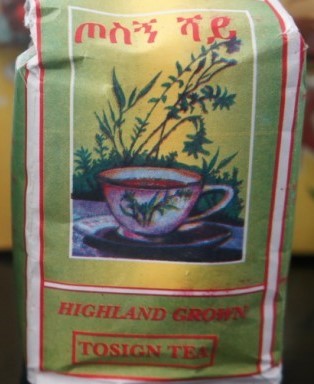 ጦስኝ ሻይ
HIGHLAND GROWN
TOSIGN TEA